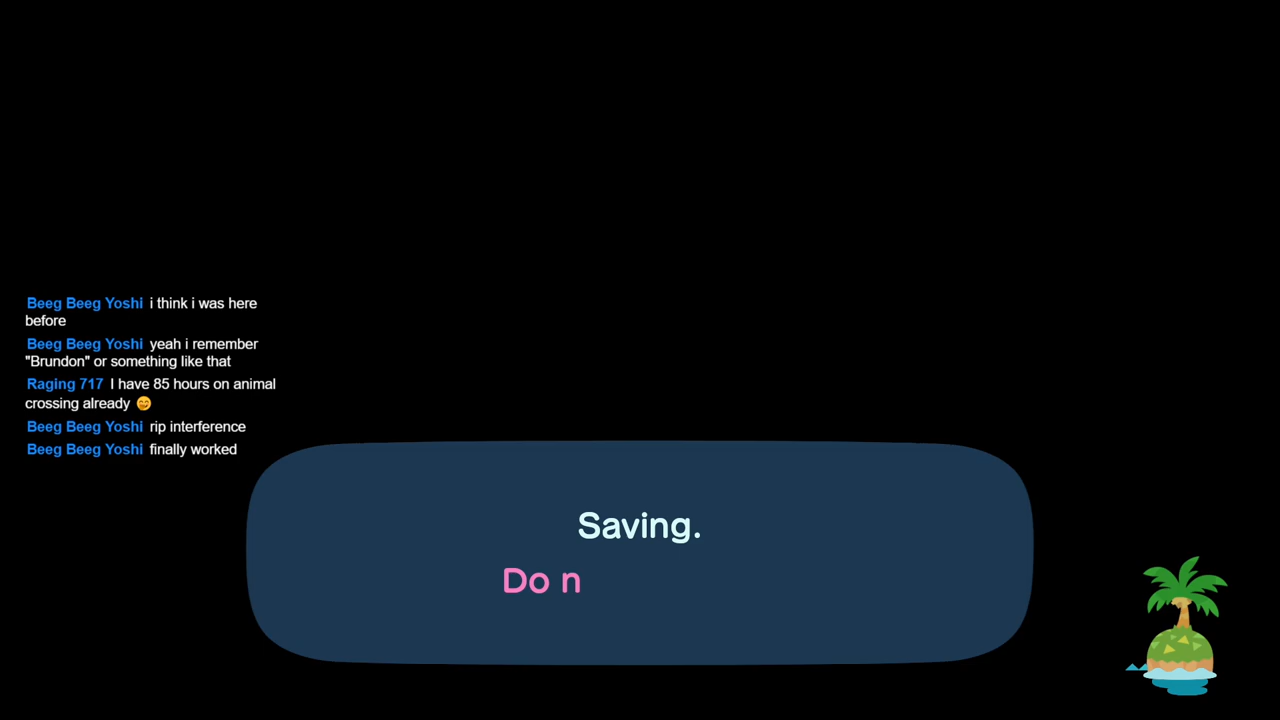 Beeg Beeg Yoshi i think i was here
before
Beeg Beeg Yoshi yeah i remember
"Brundon" or something like that
Raging 717 I have 85 hours on animal
crossing already 😊
Beeg Beeg Yoshi rip interference
Beeg Beeg Yoshi finally worked
Saving.
Do n